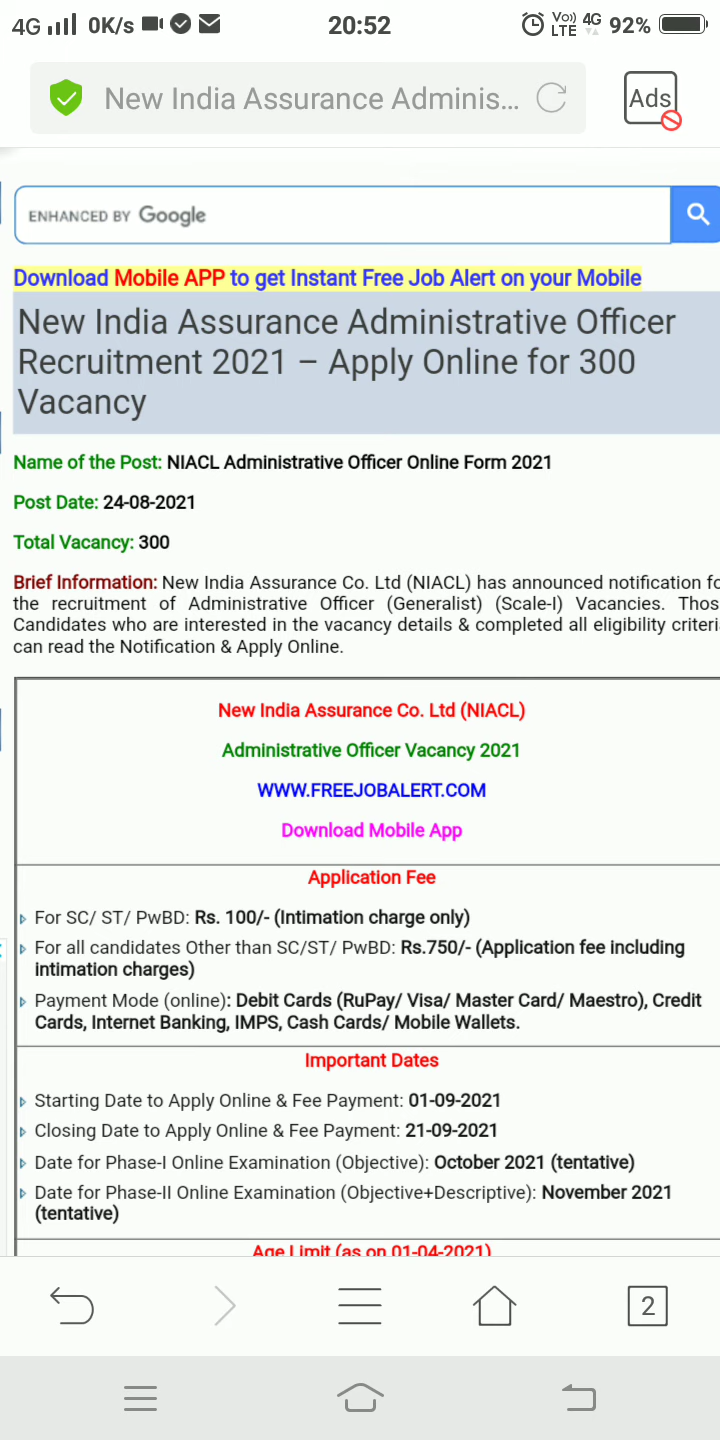 4G 0K/s 20:52 Vo)) LTE 4G 92%
New India Assurance Adminis... Ads
ENHANCED BY Google
Download Mobile APP to get Instant Free Job Alert on your Mobile
New India Assurance Administrative Officer
Recruitment 2021 – Apply Online for 300
Vacancy
Name of the Post: NIACL Administrative Officer Online Form 2021
Post Date: 24-08-2021
Total Vacancy: 300
Brief Information: New India Assurance Co. Ltd (NIACL) has announced notification fo
the recruitment of Administrative Officer (Generalist) (Scale-I) Vacancies. Thos
Candidates who are interested in the vacancy details & completed all eligibility criteri
can read the Notification & Apply Online.
New India Assurance Co. Ltd (NIACL)
Administrative Officer Vacancy 2021
WWW.FREEJOBALERT.COM
Download Mobile App
Application Fee
For SC/ ST/ PwBD: Rs. 100/- (Intimation charge only)
For all candidates Other than SC/ST/ PwBD: Rs.750/- (Application fee including
intimation charges)
Payment Mode (online): Debit Cards (RuPay/ Visa/ Master Card/ Maestro), Credit
Cards, Internet Banking, IMPS, Cash Cards/ Mobile Wallets.
Important Dates
Starting Date to Apply Online & Fee Payment: 01-09-2021
Closing Date to Apply Online & Fee Payment: 21-09-2021
Date for Phase-I Online Examination (Objective): October 2021 (tentative)
Date for Phase-II Online Examination (Objective+Descriptive): November 2021
(tentative)
Age Limit (as on 01-04-2021)
2